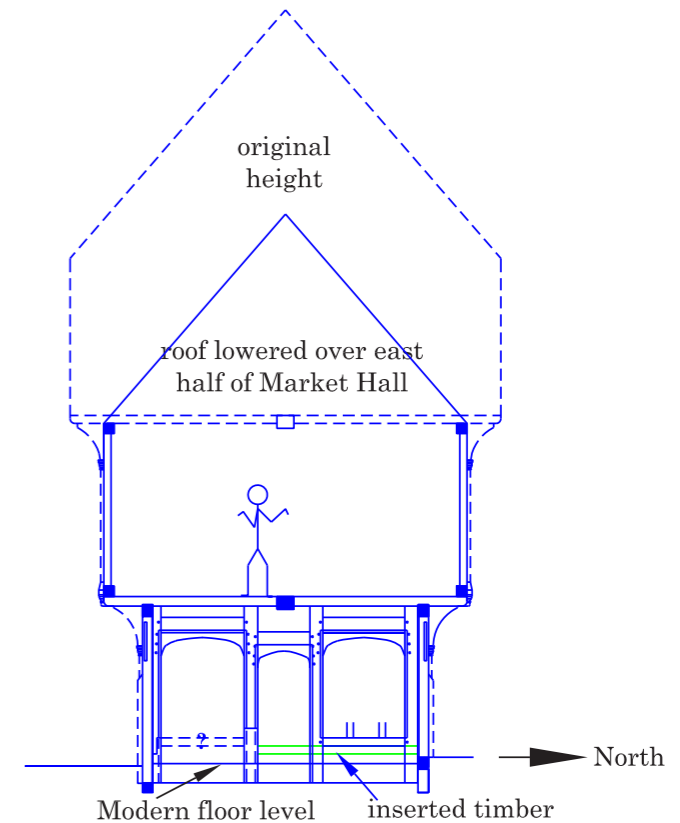 original
height
roof lowered over east
half of Market Hall
?
North
Modern floor level
inserted timber